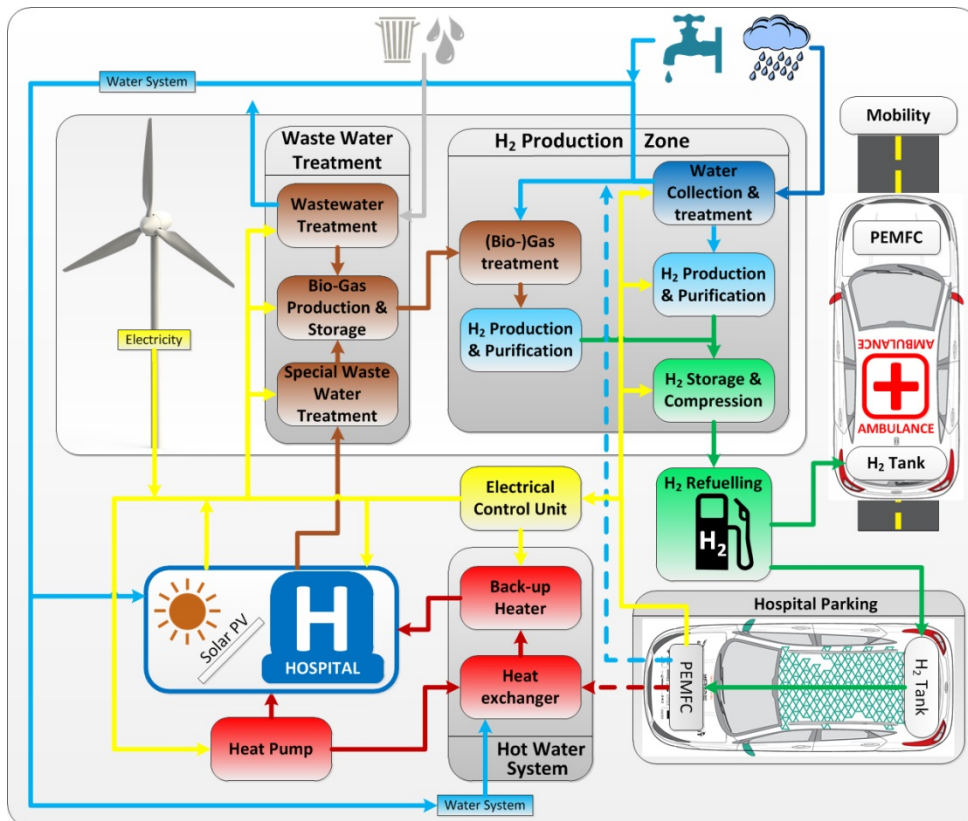 Water System
Mobility
Waste Water
Treatment
H₂ Production Zone
Wastewater
Treatment
Water
Collection &
treatment
(Bio-)Gas
treatment
PEMFC
Bio-Gas
Production &
Storage
H₂ Production
& Purification
H₂ Production
& Purification
Electricity
Special Waste
Water
Treatment
H₂ Storage &
Compression
AMBULANCE
AMBULANCE
H₂ Tank
Electrical
Control Unit
H₂ Refuelling
H₂
Back-up
Heater
Hospital Parking
Solar PV
H
HOSPITAL
Heat
exchanger
PEMFC
H₂ Tank
Heat Pump
Hot Water
System
Water System